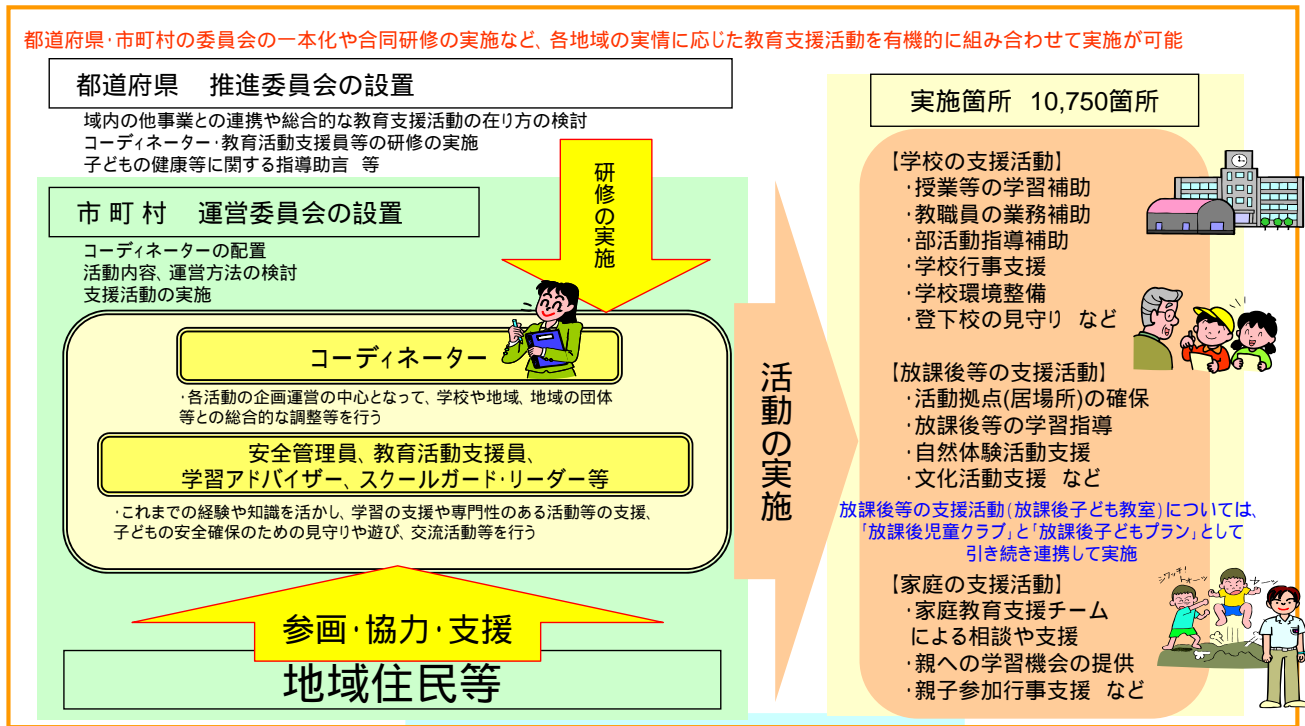 都道府県・市町村の委員会の一本化や合同研修の実施など、各地域の実情に応じた教育支援活動を有機的に組み合わせて実施が可能
都道府県　推進委員会の設置
域内の他事業との連携や総合的な教育支援活動の在り方の検討
コーディネーター・教育活動支援員等の研修の実施
子どもの健康等に関する指導助言　等
研修の実施
市町村　運営委員会の設置
コーディネーターの配置
活動内容、運営方法の検討
支援活動の実施
コーディネーター
・各活動の企画運営の中心となって、学校や地域、地域の団体
等との総合的な調整等を行う
安全管理員、教育活動支援員、
学習アドバイザー、スクールガード・リーダー等
・これまでの経験や知識を活かし、学習の支援や専門性のある活動等の支援、
子どもの安全確保のための見守りや遊び、交流活動等を行う
参画・協力・支援
地域住民等
活動の実施
実施箇所　10,750箇所
【学校の支援活動】
・授業等の学習補助
・教職員の業務補助
・部活動指導補助
・学校行事支援
・学校環境整備
・登下校の見守り　など
【放課後等の支援活動】
・活動拠点(居場所)の確保
・放課後等の学習指導
・自然体験活動支援
・文化活動支援　など
放課後等の支援活動(放課後子ども教室)については、
「放課後児童クラブ」と「放課後子どもプラン」として
引き続き連携して実施
【家庭の支援活動】
・家庭教育支援チーム
による相談や支援
・親への学習機会の提供
・親子参加行事支援　など